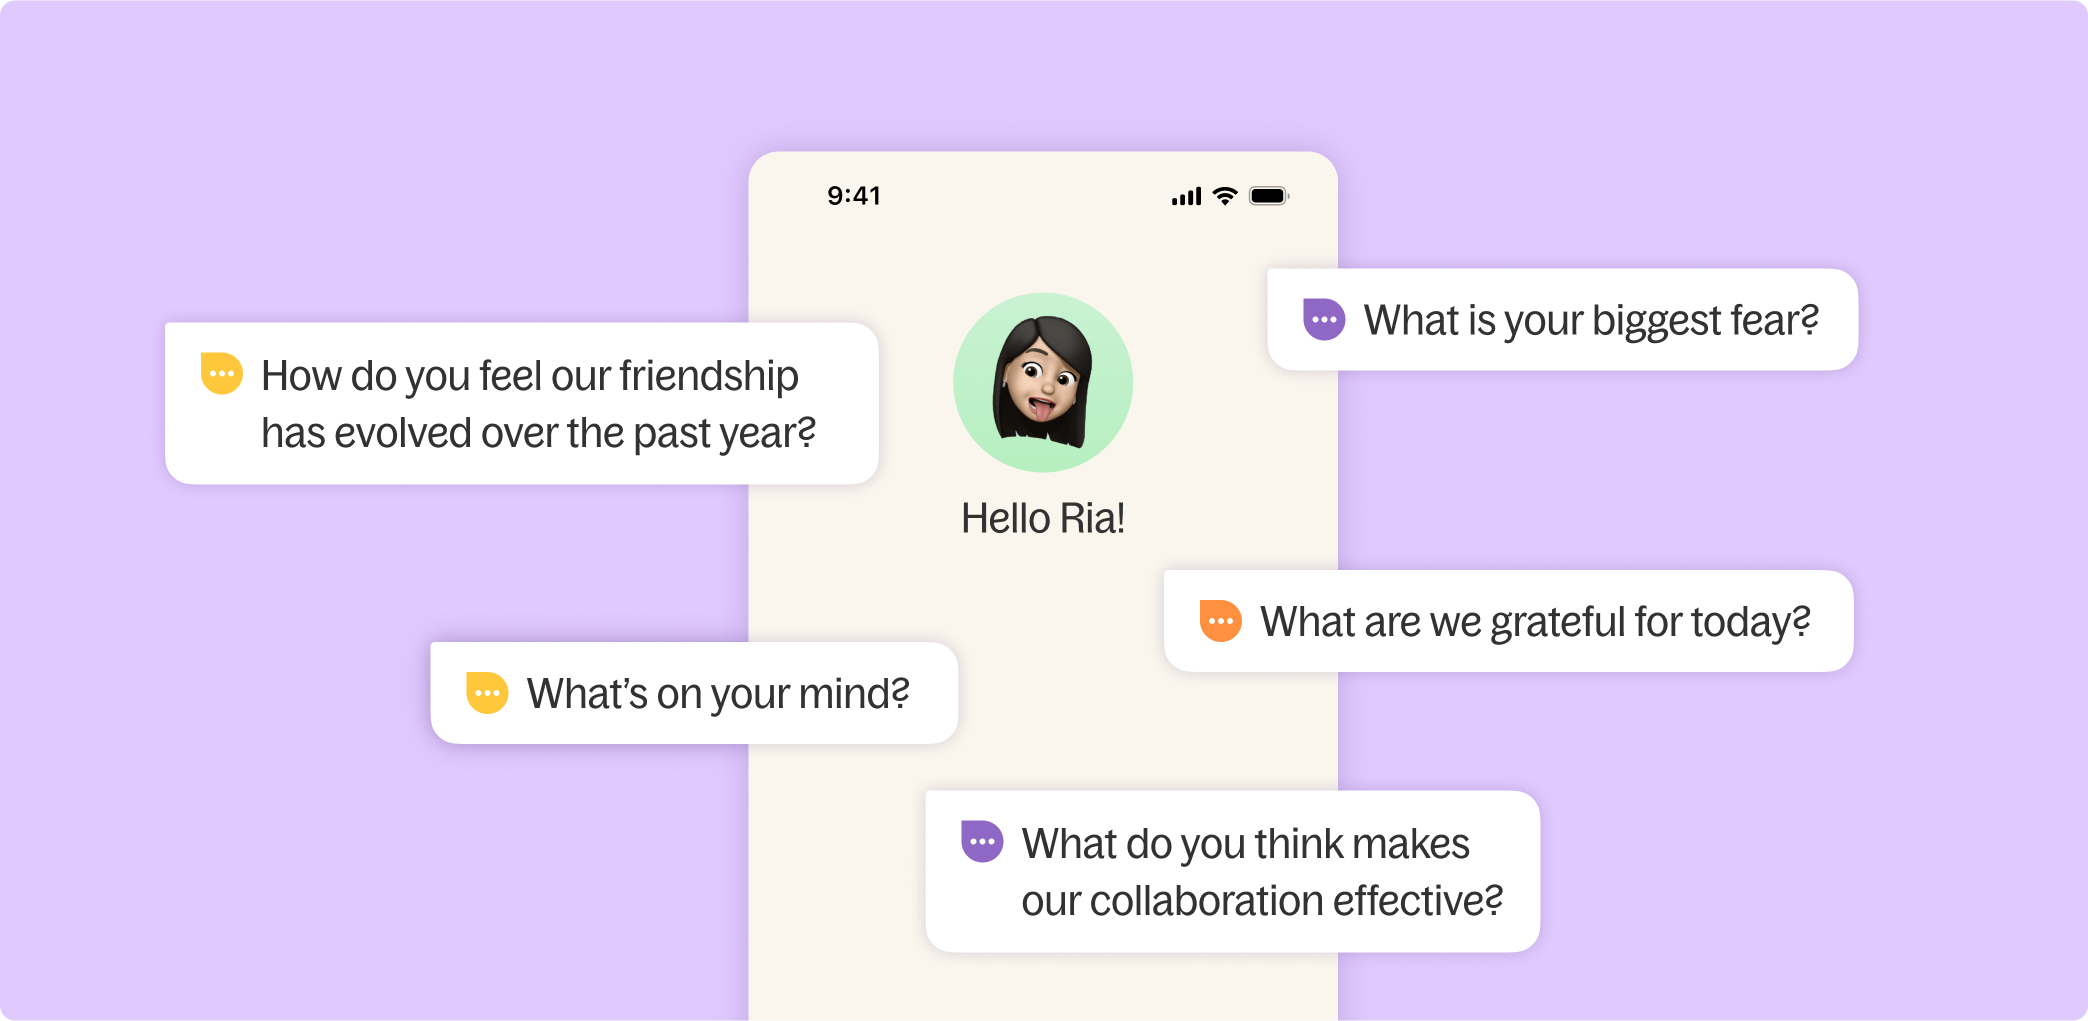 9:41
What is your biggest fear?
How do you feel our friendship
has evolved over the past year?
Hello Ria!
What are we grateful for today?
What’s on your mind?
What do you think makes
our collaboration effective?